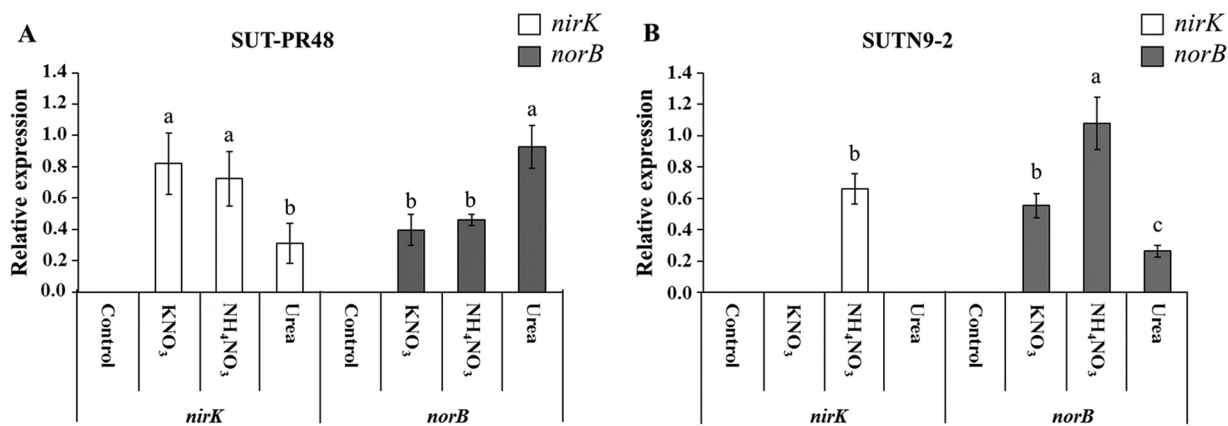 A
SUT-PR48
nirK
norB
Relative expression
1.4
1.2
1.0
0.8
0.6
0.4
0.2
0.0
a
a
b
b
b
a
Control
KNO₃
NH₄NO₃
Urea
Control
KNO₃
NH₄NO₃
Urea
nirK
norB
B
SUTN9-2
nirK
norB
Relative expression
1.4
1.2
1.0
0.8
0.6
0.4
0.2
0.0
b
b
a
c
Control
KNO₃
NH₄NO₃
Urea
Control
KNO₃
NH₄NO₃
Urea
nirK
norB